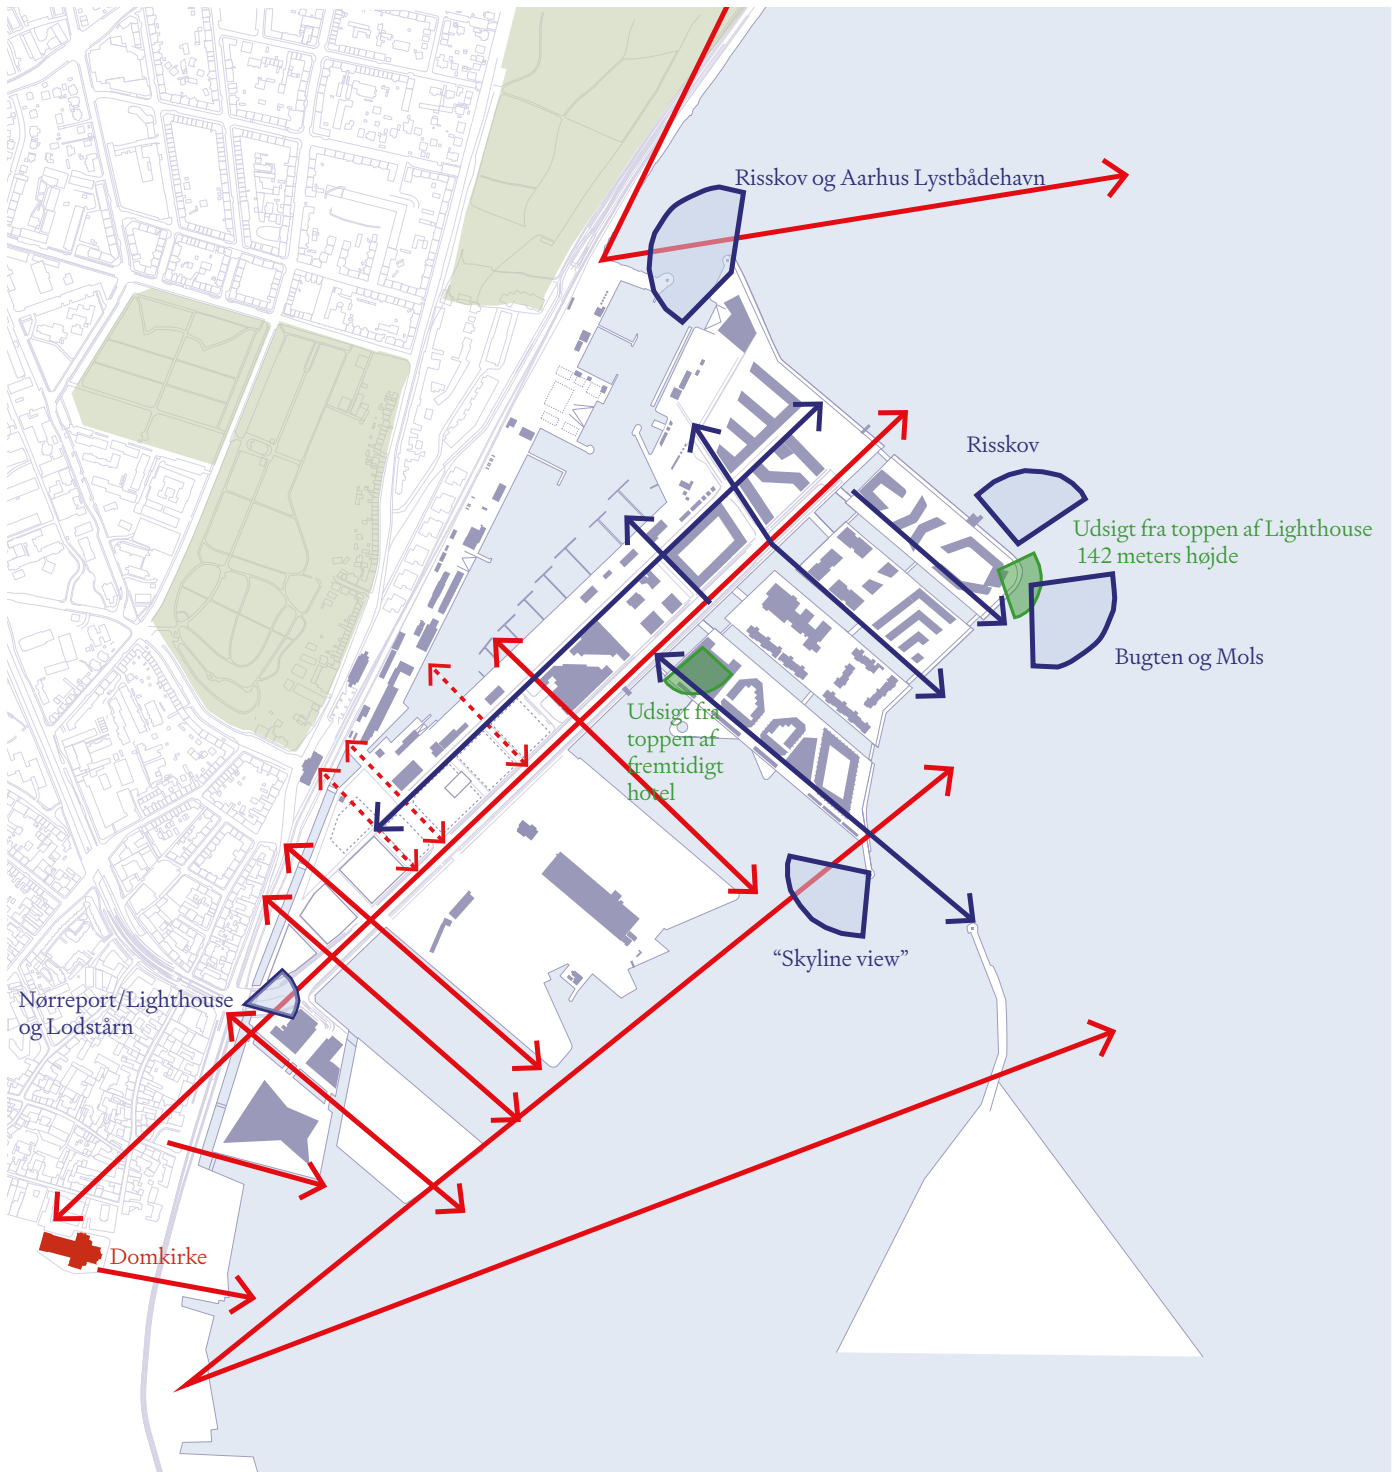 Risskov og Aarhus Lystbådehavn
Risskov
Udsigt fra toppen af Lighthouse
142 meters højde
Bugten og Mols
Udsigt fra
toppen af
fremtidigt
hotel
“Skyline view”
Nørreport/Lighthouse
og Lodstårn
Domkirke